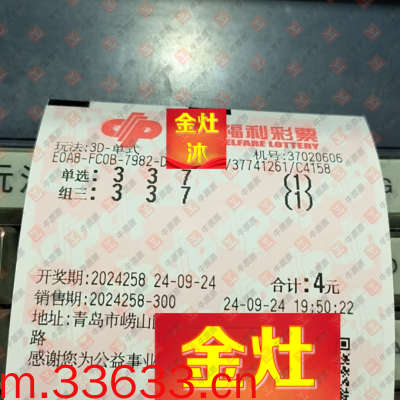 福利彩票
WELFARE LOTTERY
金灶
沐
玩法:3D-单式
机号:37020606
E0A8-FC0B-7982-D
/37741261/C4158
单选: 3 3 7 (1)
组三: 3 3 7 (1)
开奖期:2024258 24-09-24 合计:4元
销售期:2024258-300 24-09-24 19:50:22
地址:青岛市崂山
路
感谢您为公益事业
金灶
m.33633.cn